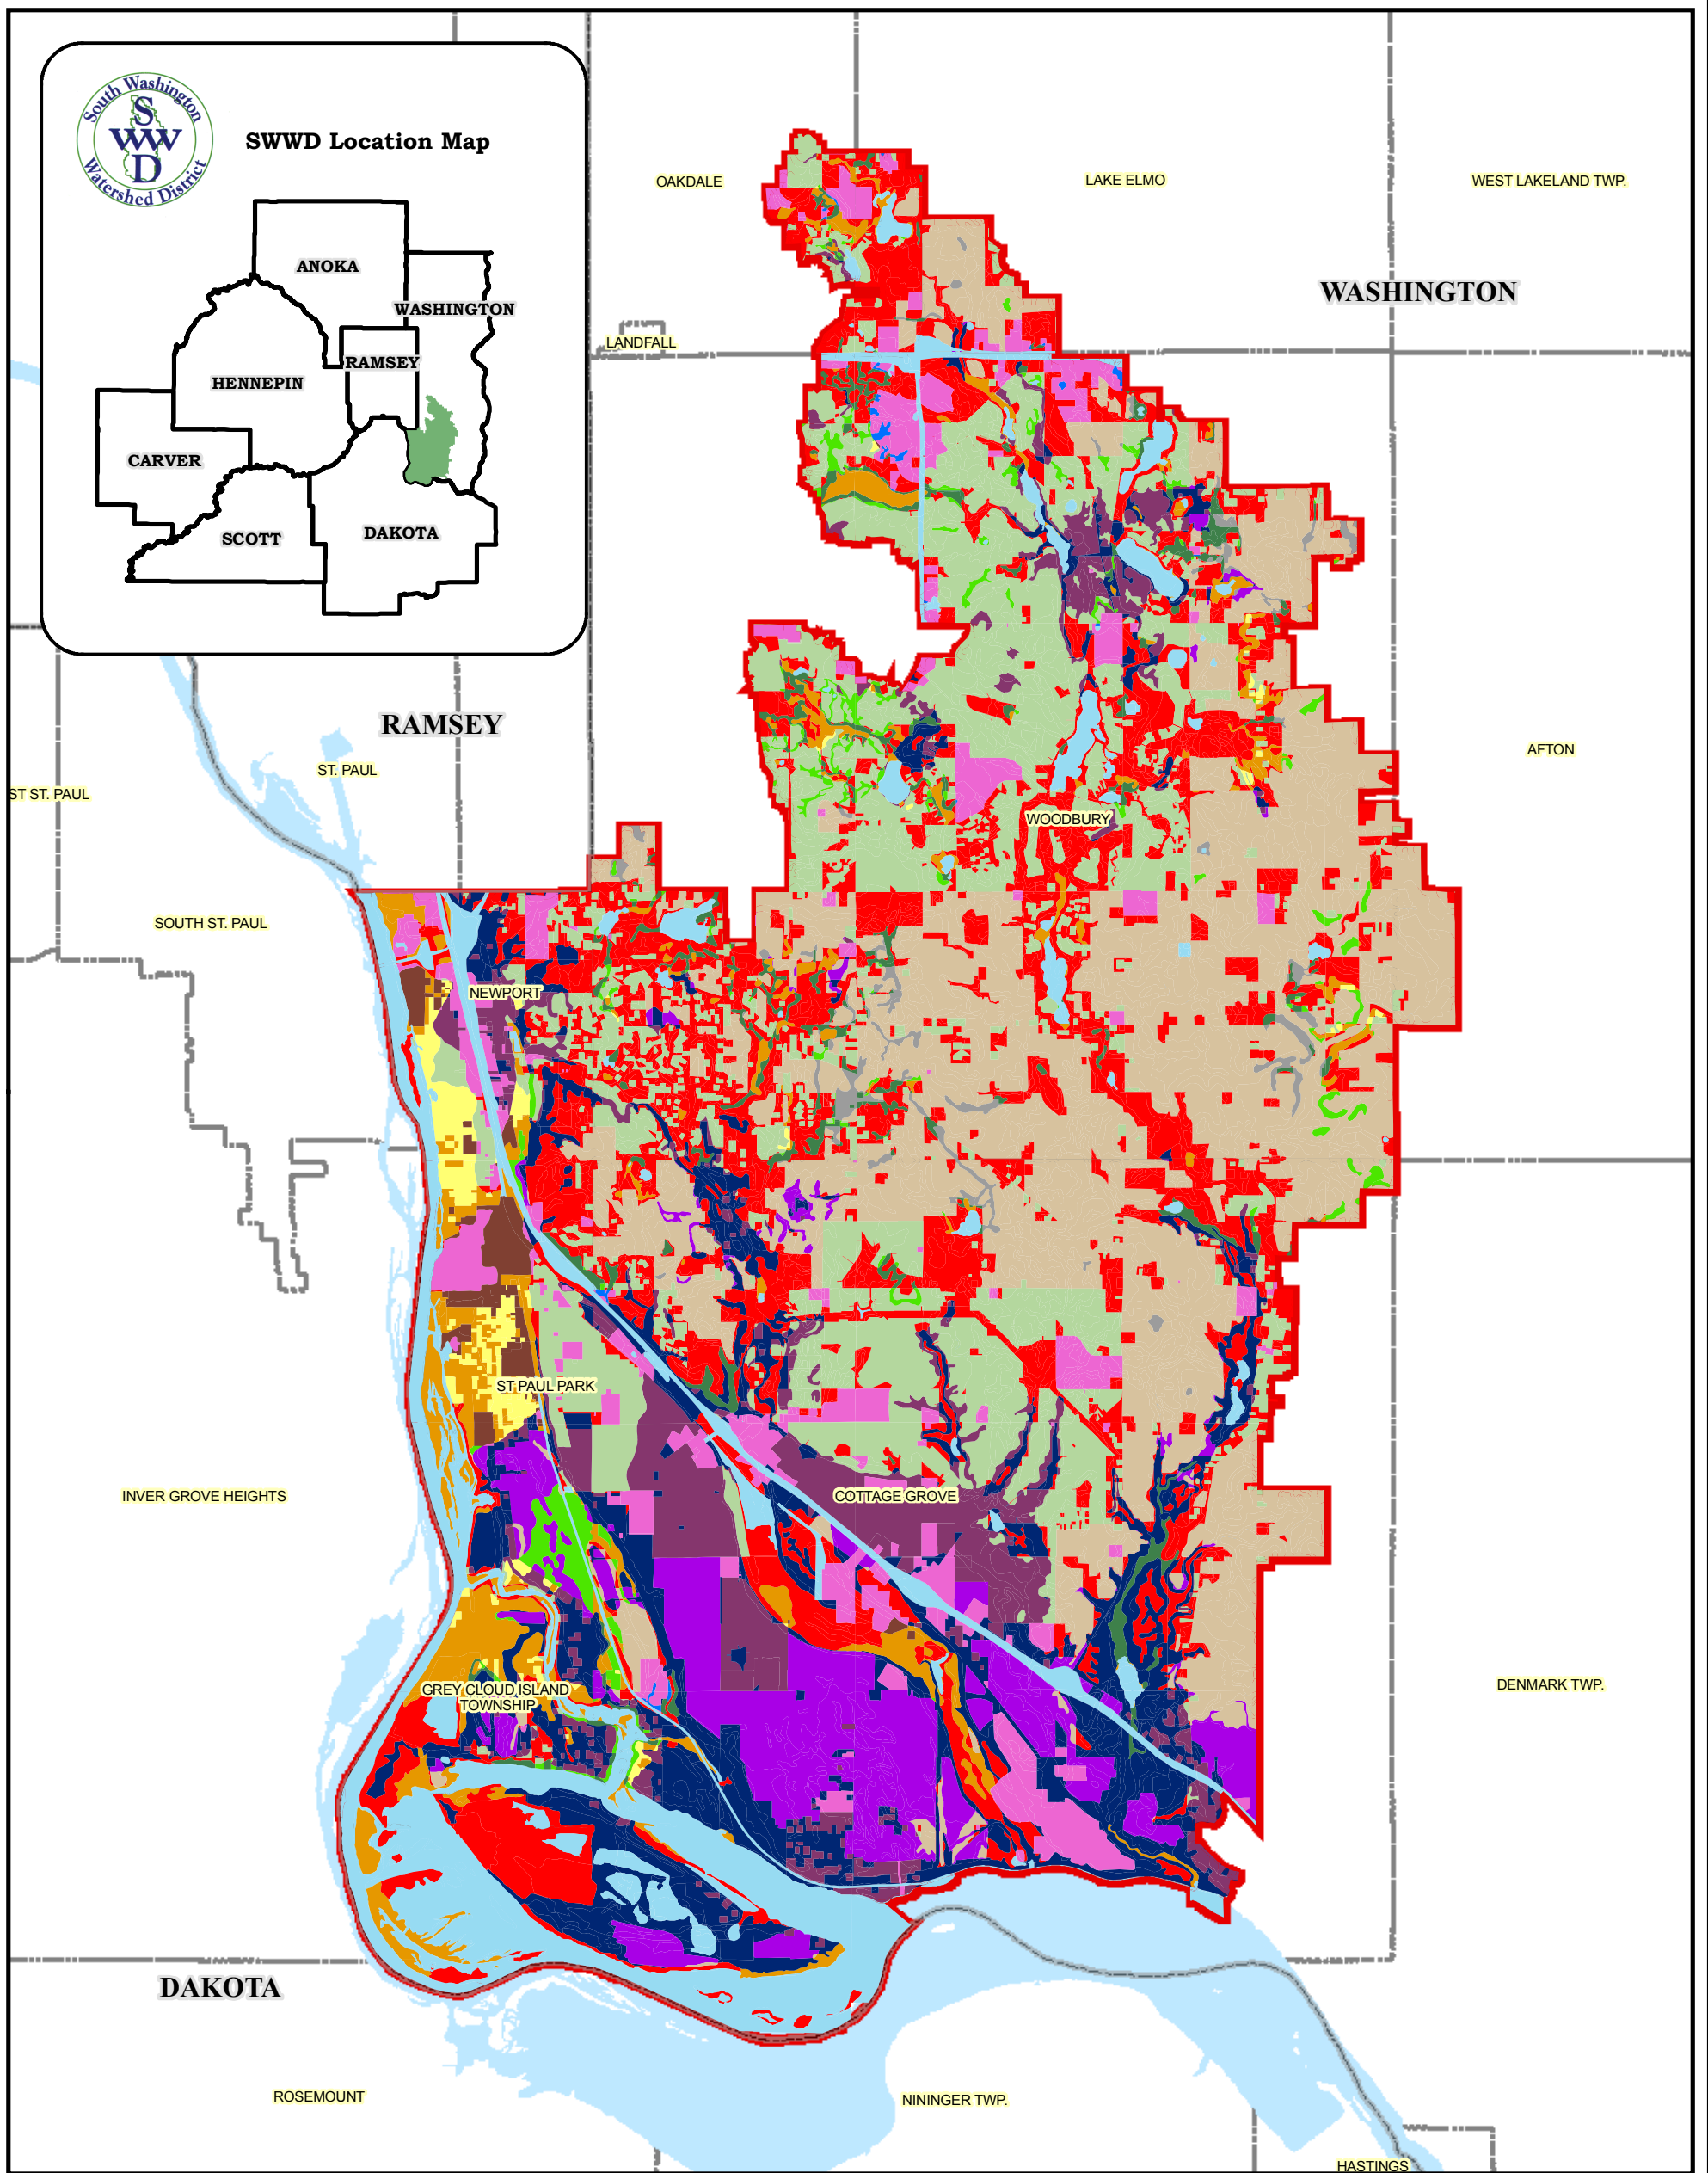 South Washington
S
WW
D
Watershed District
SWWD Location Map
ANOKA
WASHINGTON
RAMSEY
HENNEPIN
CARVER
SCOTT
DAKOTA
OAKDALE
LAKE ELMO
WEST LAKELAND TWP.
WASHINGTON
LANDFALL
RAMSEY
ST. PAUL
ST ST. PAUL
AFTON
WOODBURY
SOUTH ST. PAUL
NEWPORT
ST PAUL PARK
INVER GROVE HEIGHTS
COTTAGE GROVE
GREY CLOUD ISLAND
TOWNSHIP
DENMARK TWP.
DAKOTA
ROSEMOUNT
NININGER TWP.
HASTINGS